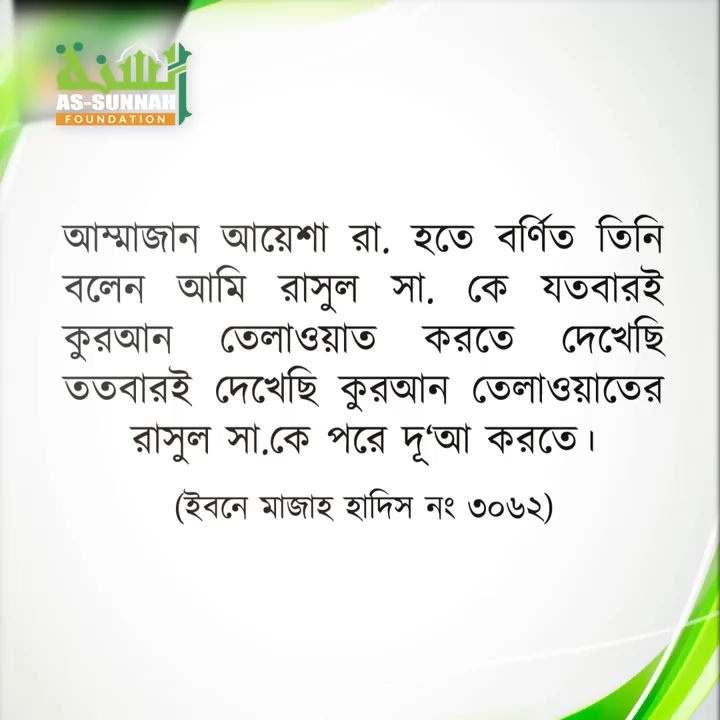 السنة
AS-SUNNAH
FOUNDATION
আম্মাজান আয়েশা রা. হতে বর্ণিত তিনি
বলেন আমি রাসুল সা. কে যতবারই
কুরআন তেলাওয়াত করতে দেখেছি
ততবারই দেখেছি কুরআন তেলাওয়াতের
রাসুল সা.কে পরে দূ‘আ করতে।
(ইবনে মাজাহ হাদিস নং ৩০৬২)